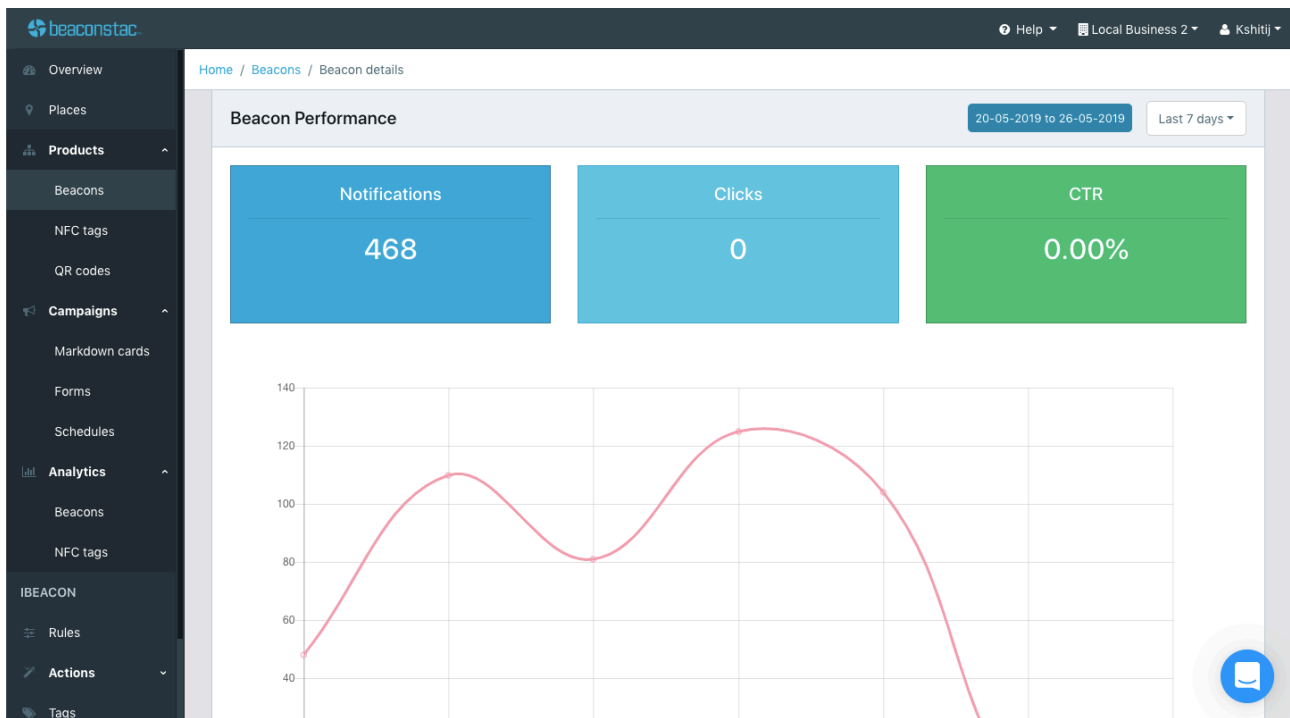 beaconstac
Help
Local Business 2
Kshitij
Overview
Places
Products
Beacons
NFC tags
QR codes
Campaigns
Markdown cards
Forms
Schedules
Analytics
Beacons
NFC tags
IBEACON
Rules
Actions
Tags
Home / Beacons / Beacon details
Beacon Performance
20-05-2019 to 26-05-2019
Last 7 days
Notifications
468
Clicks
0
CTR
0.00%
140
120
100
80
60
40